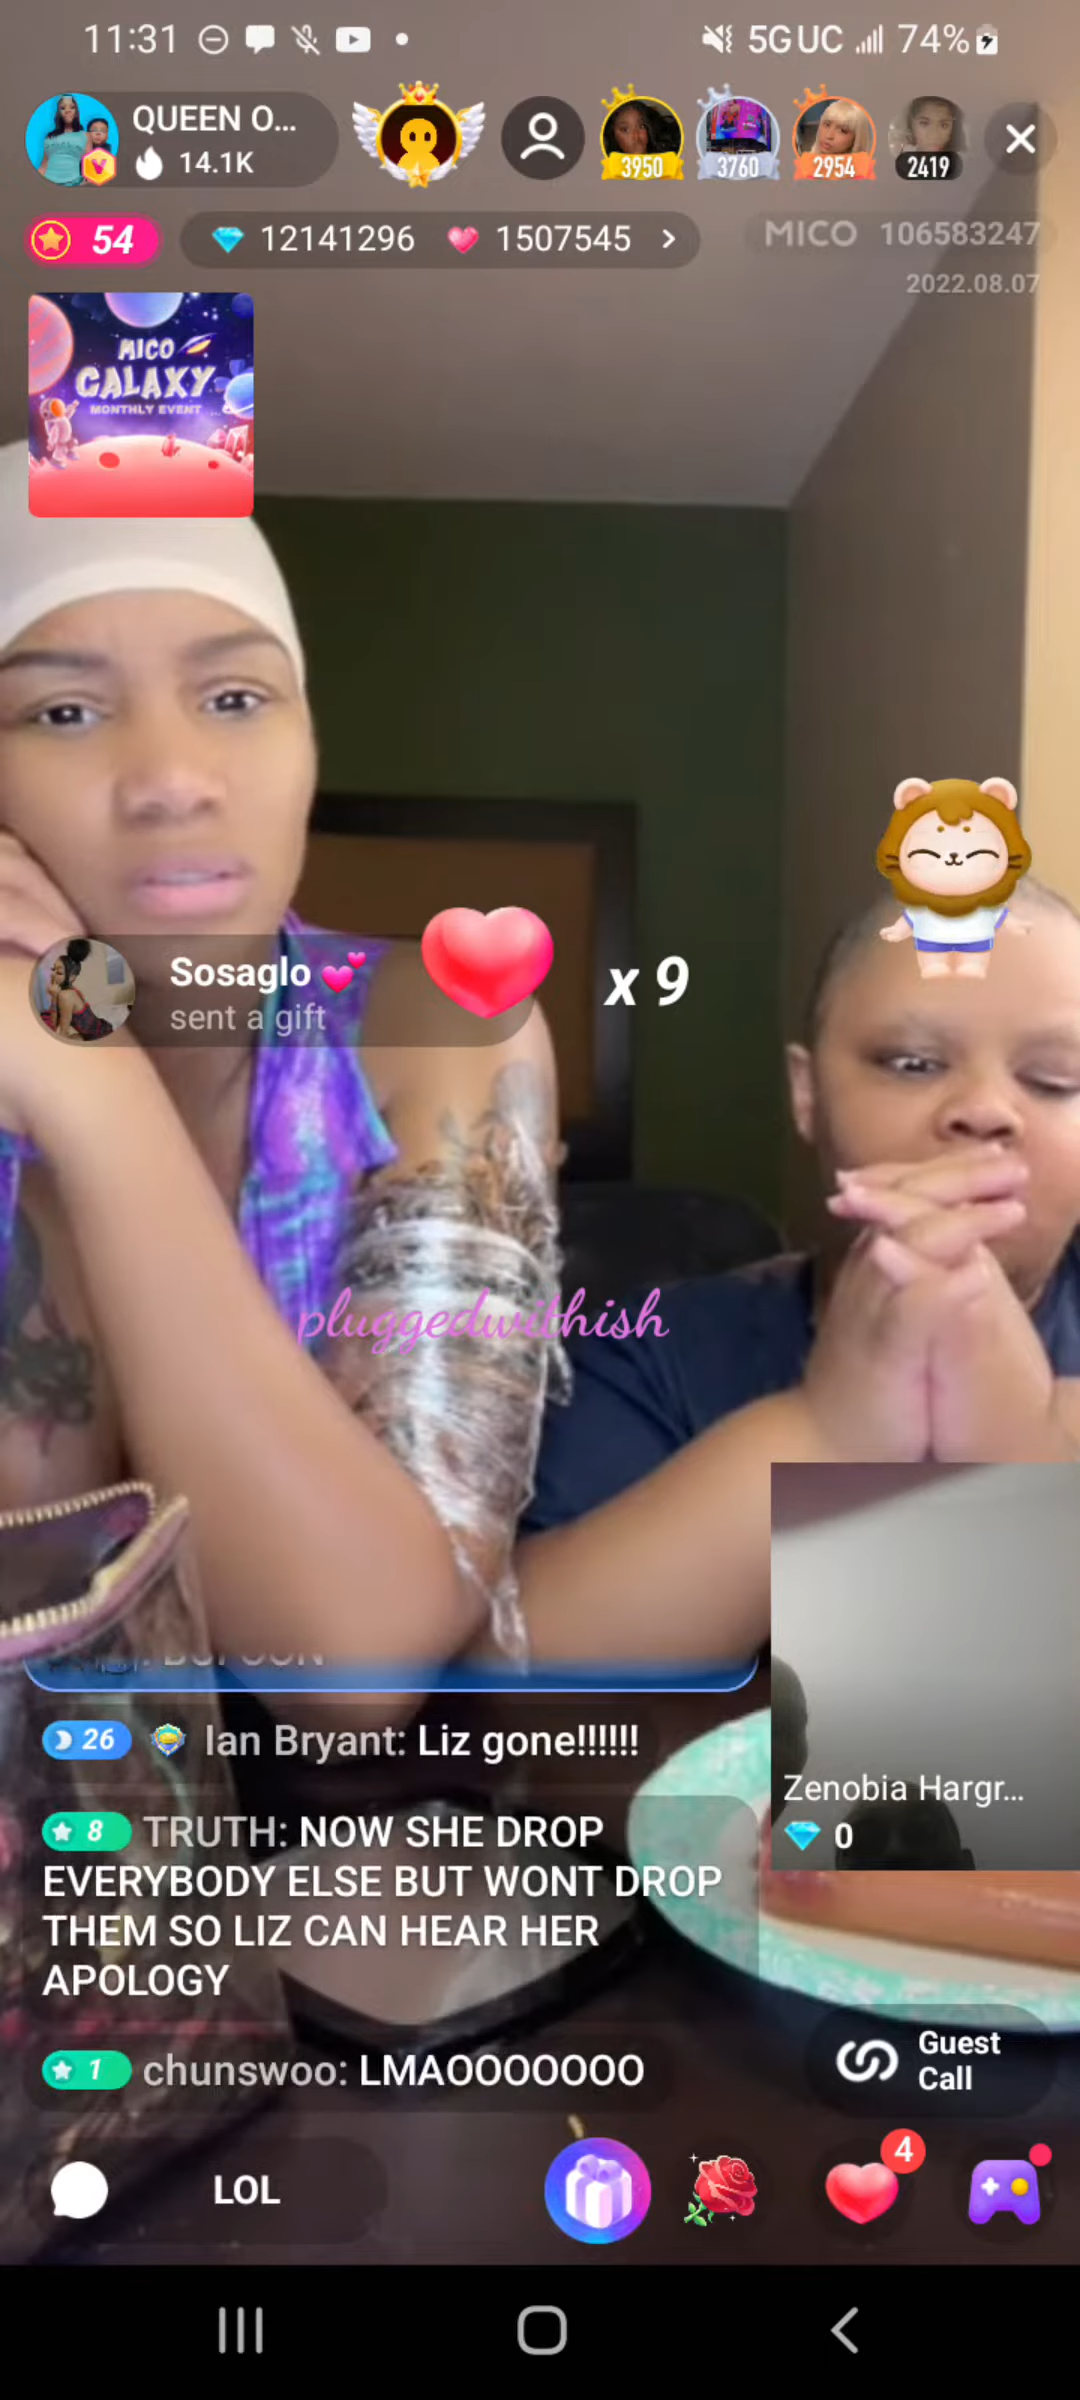 11:31
5G UC 74%
QUEEN O...
14.1K
3950
3760
2954
2419
54
12141296
1507545
MICO 106583247
2022.08.07
MICO
GALAXY
MONTHLY EVENT
Sosaglo
sent a gift
x 9
pluggedwithish
26 Ian Bryant: Liz gone!!!!!!
8 TRUTH: NOW SHE DROP
EVERYBODY ELSE BUT WONT DROP
THEM SO LIZ CAN HEAR HER
APOLOGY
1 chunswoo: LMAOOOOOOO
Zenobia Hargr...
0
Guest
Call
LOL
4